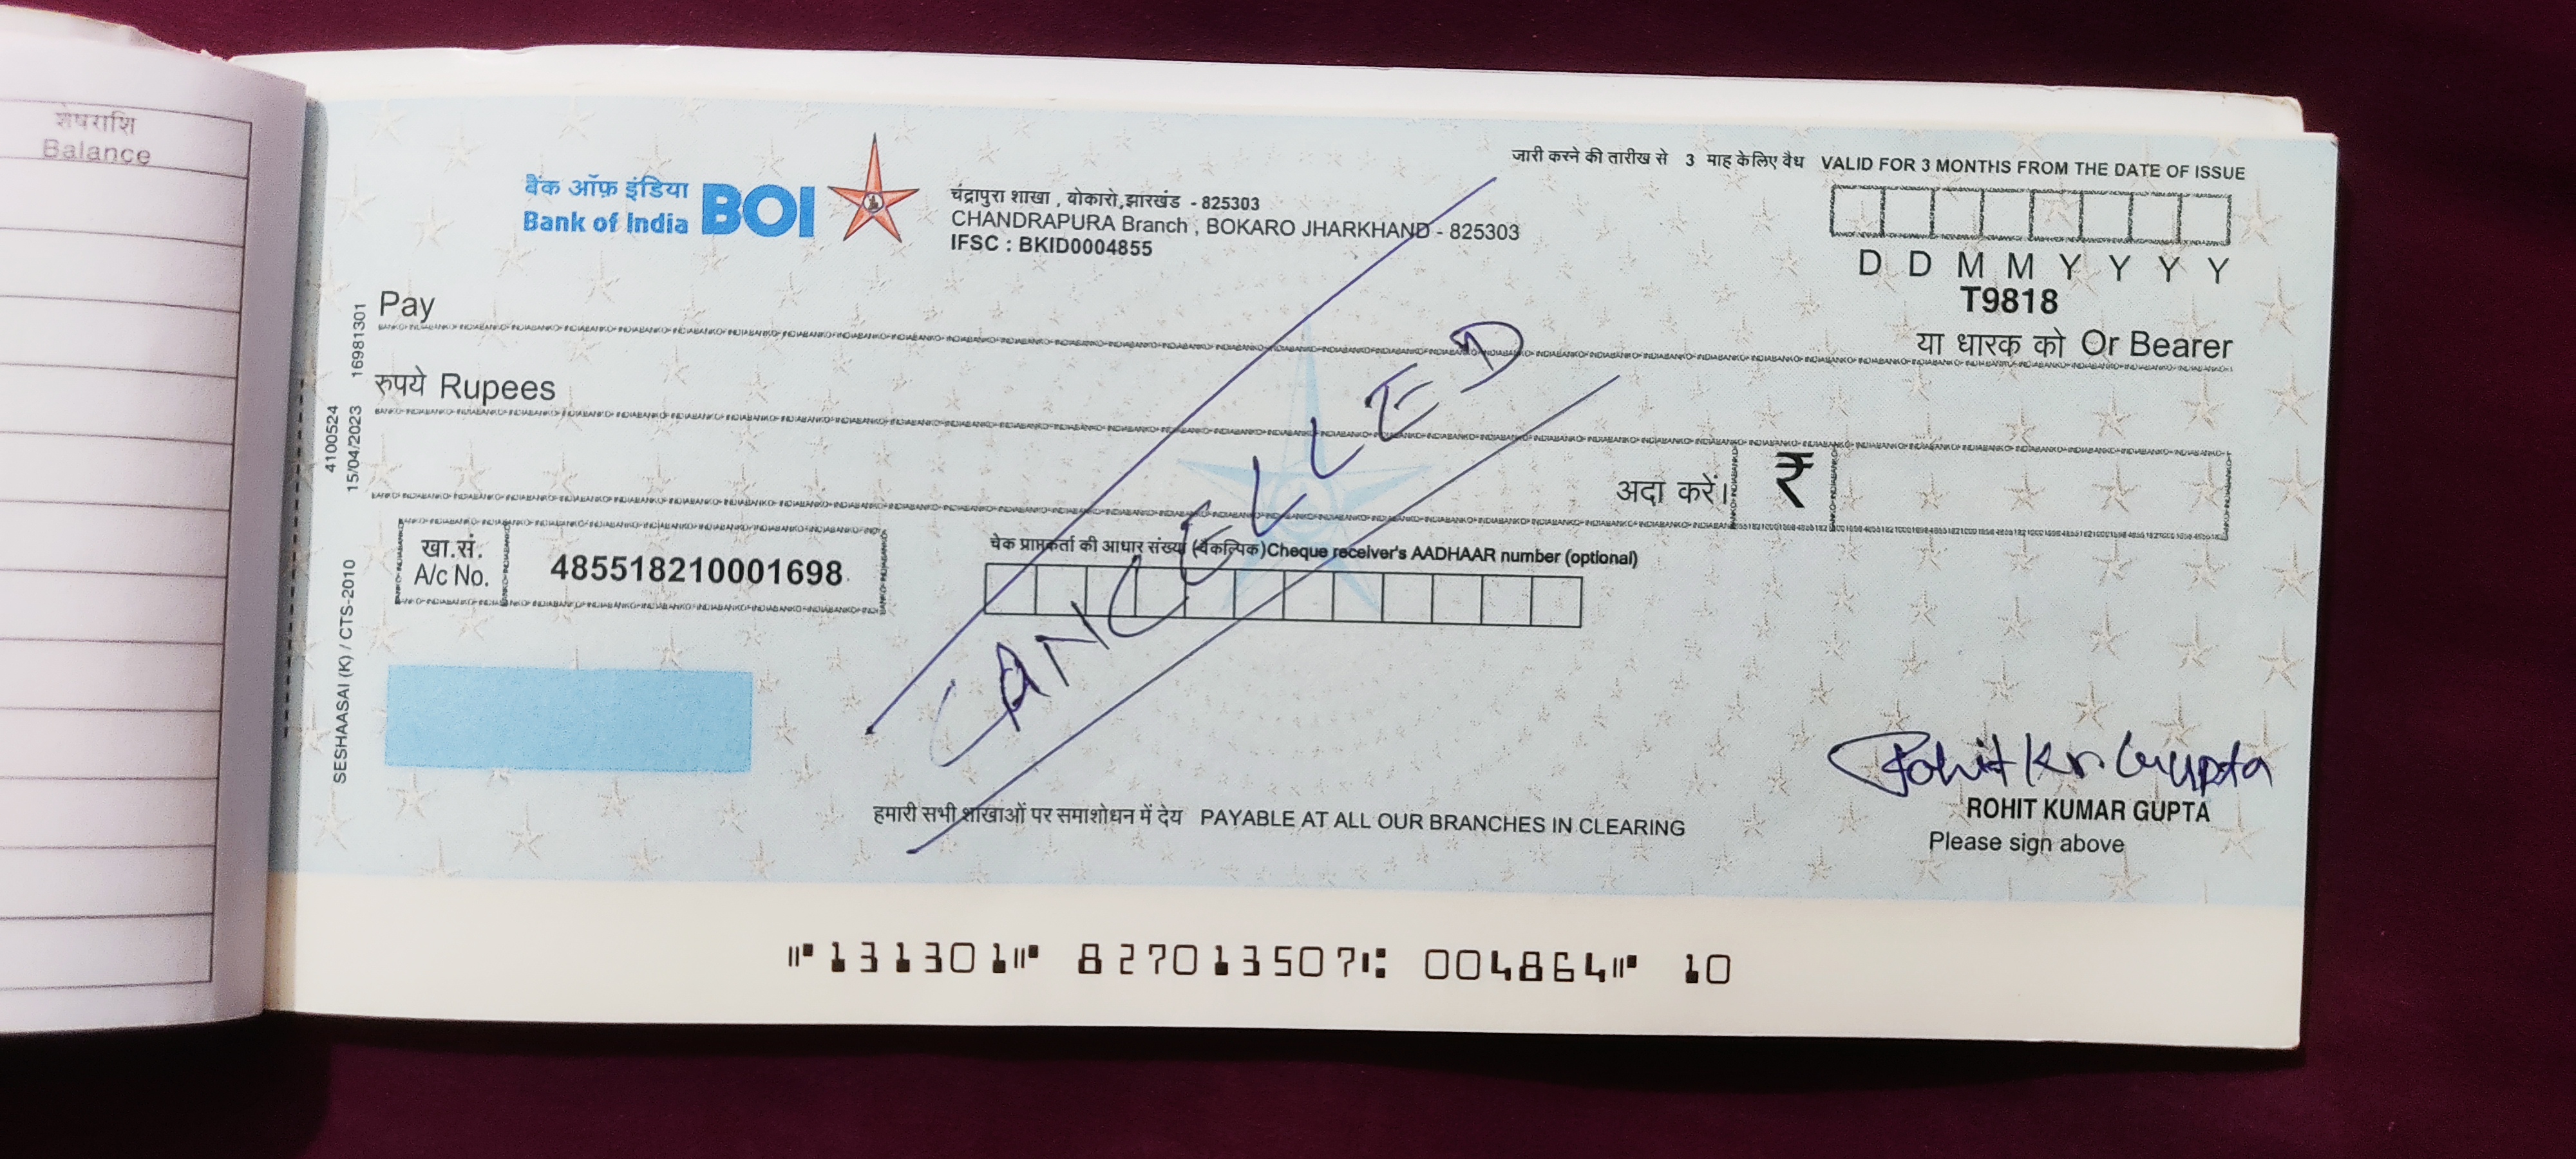 शेषराशि
Balance
जारी करने की तारीख से 3 माह के लिए वैध VALID FOR 3 MONTHS FROM THE DATE OF ISSUE
बैंक ऑफ़ इंडिया
Bank of India BOI
चंद्रापुरा शाखा , बोकारो,झारखंड - 825303
CHANDRAPURA Branch , BOKARO JHARKHAND - 825303
IFSC : BKID0004855
D D M M Y Y Y Y
T9818
Pay
या धारक को Or Bearer
रुपये Rupees
अदा करें। ₹
खा.सं.
A/c No. 485518210001698
चेक प्राप्तकर्ता की आधार संख्या (वैकल्पिक)Cheque receiver's AADHAAR number (optional)
CANCELLED
Rohit Kr. Gupta
ROHIT KUMAR GUPTA
Please sign above
हमारी सभी शाखाओं पर समाशोधन में देय PAYABLE AT ALL OUR BRANCHES IN CLEARING
SESHAASAI (K) / CTS-2010
4100524
15/04/2023 16981301
⑈131301⑈ 827013507⑆ 004864⑈ 10